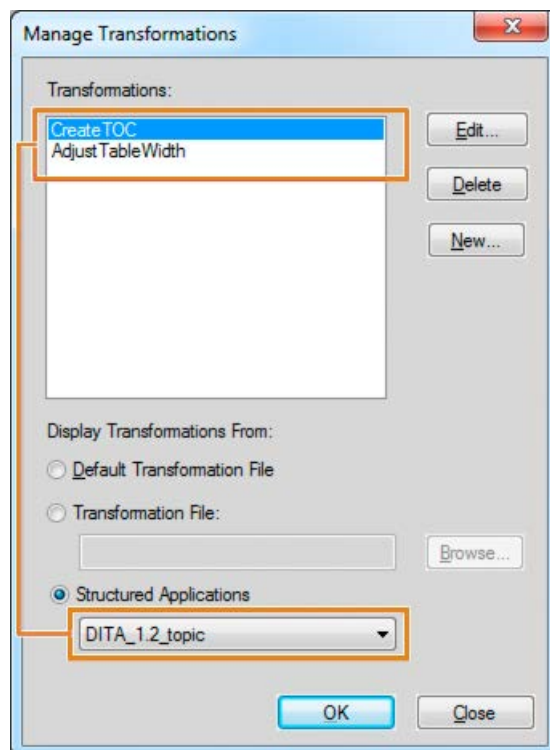 Manage Transformations
Transformations:
CreateTOC
AdjustTableWidth
Edit...
Delete
New...
Display Transformations From:
Default Transformation File
Transformation File:
Browse...
Structured Applications
DITA_1.2_topic
OK
Close